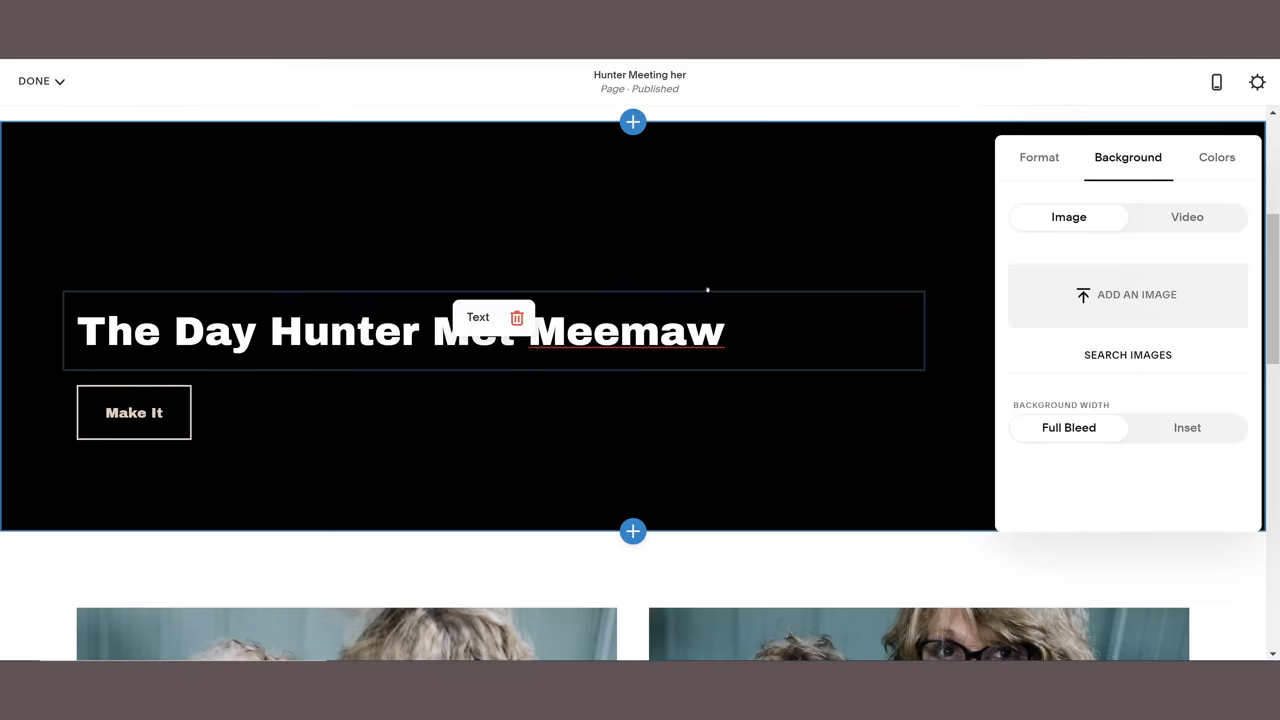 DONE
Hunter Meeting her
Page · Published
Format
Background
Colors
Image
Video
ADD AN IMAGE
SEARCH IMAGES
BACKGROUND WIDTH
Full Bleed
Inset
Text
The Day Hunter Met Meemaw
Make It